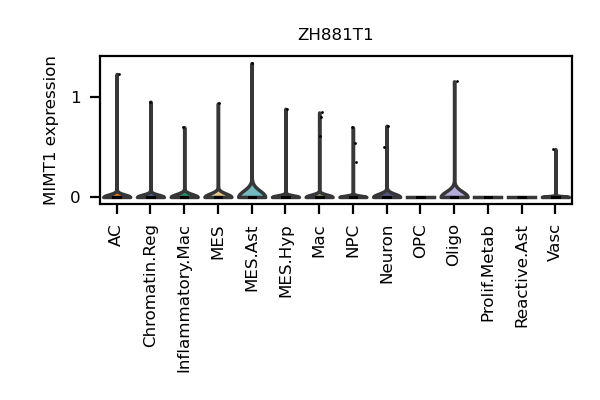 ZH881T1
MIMT1 expression
1
0
AC
Chromatin.Reg
Inflammatory.Mac
MES
MES.Ast
MES.Hyp
Mac
NPC
Neuron
OPC
Oligo
Prolif.Metab
Reactive.Ast
Vasc